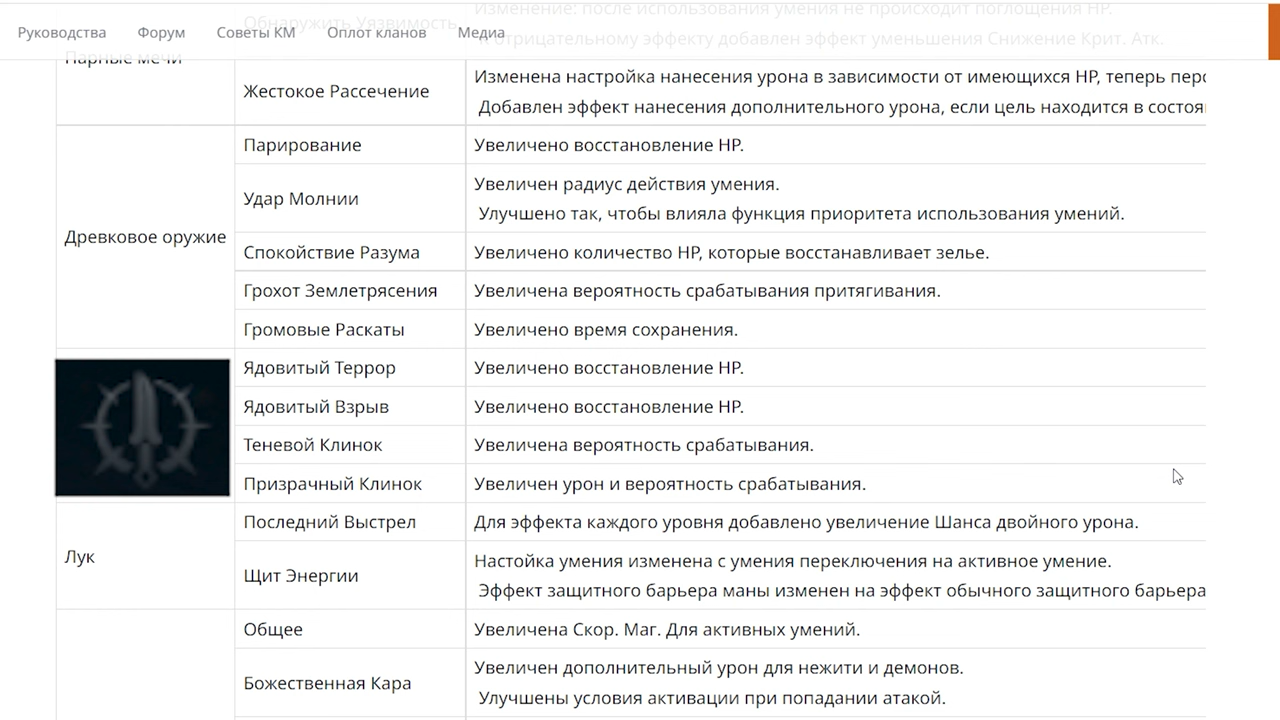 Изменение: после использования умения не происходит поглощения HP.
Обнаружить Уязвимость
К отрицательному эффекту добавлен эффект уменьшения Снижение Крит. Атк.
Руководства Форум Советы КМ Оплот кланов Медиа
Парные мечи
Жестокое Рассечение
Изменена настройка нанесения урона в зависимости от имеющихся HP, теперь
Добавлен эффект нанесения дополнительного урона, если цель находится в
Древковое оружие
Парирование
Увеличено восстановление HP.
Удар Молнии
Увеличен радиус действия умения.
Улучшено так, чтобы влияла функция приоритета использования умений.
Спокойствие Разума
Увеличено количество HP, которые восстанавливает зелье.
Грохот Землетрясения
Увеличена вероятность срабатывания притягивания.
Громовые Раскаты
Увеличено время сохранения.
Ядовитый Террор
Увеличено восстановление HP.
Ядовитый Взрыв
Увеличено восстановление HP.
Теневой Клинок
Увеличена вероятность срабатывания.
Призрачный Клинок
Увеличен урон и вероятность срабатывания.
Лук
Последний Выстрел
Для эффекта каждого уровня добавлено увеличение Шанса двойного урона.
Щит Энергии
Настойка умения изменена с умения переключения на активное умение.
Эффект защитного барьера маны изменен на эффект обычного защитного барьера
Общее
Увеличена Скор. Маг. Для активных умений.
Божественная Кара
Увеличен дополнительный урон для нежити и демонов.
Улучшены условия активации при попадании атакой.